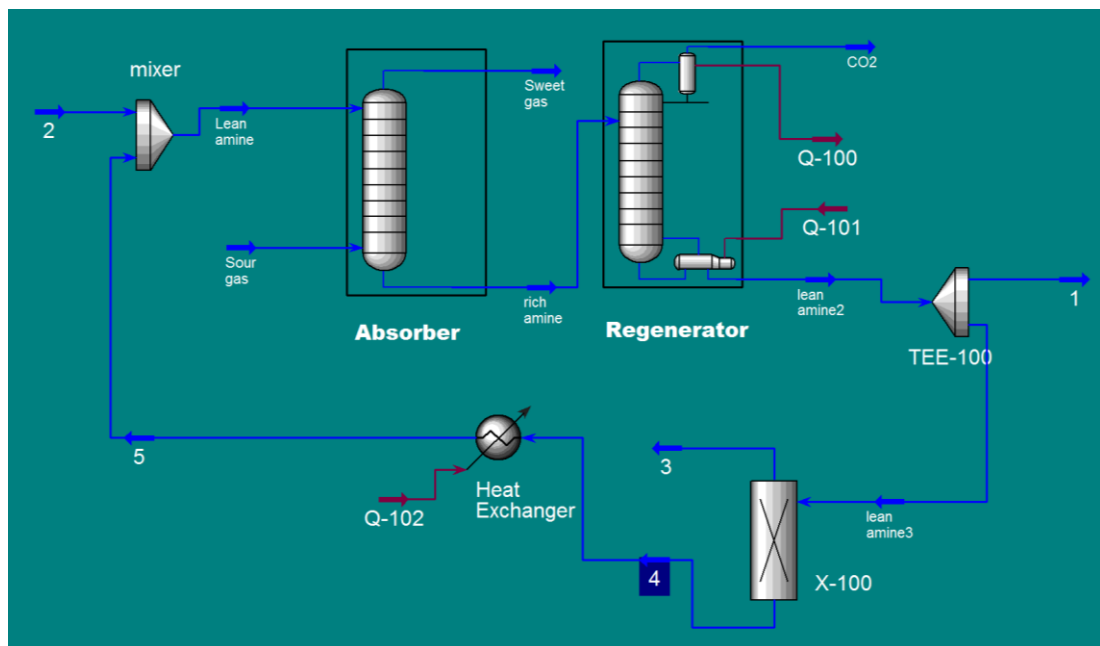 mixer
2
Lean
amine
Sour
gas
Sweet
gas
rich
amine
Absorber
CO2
Q-100
Q-101
lean
amine2
Regenerator
1
TEE-100
5
Q-102
Heat
Exchanger
3
4
lean
amine3
X-100